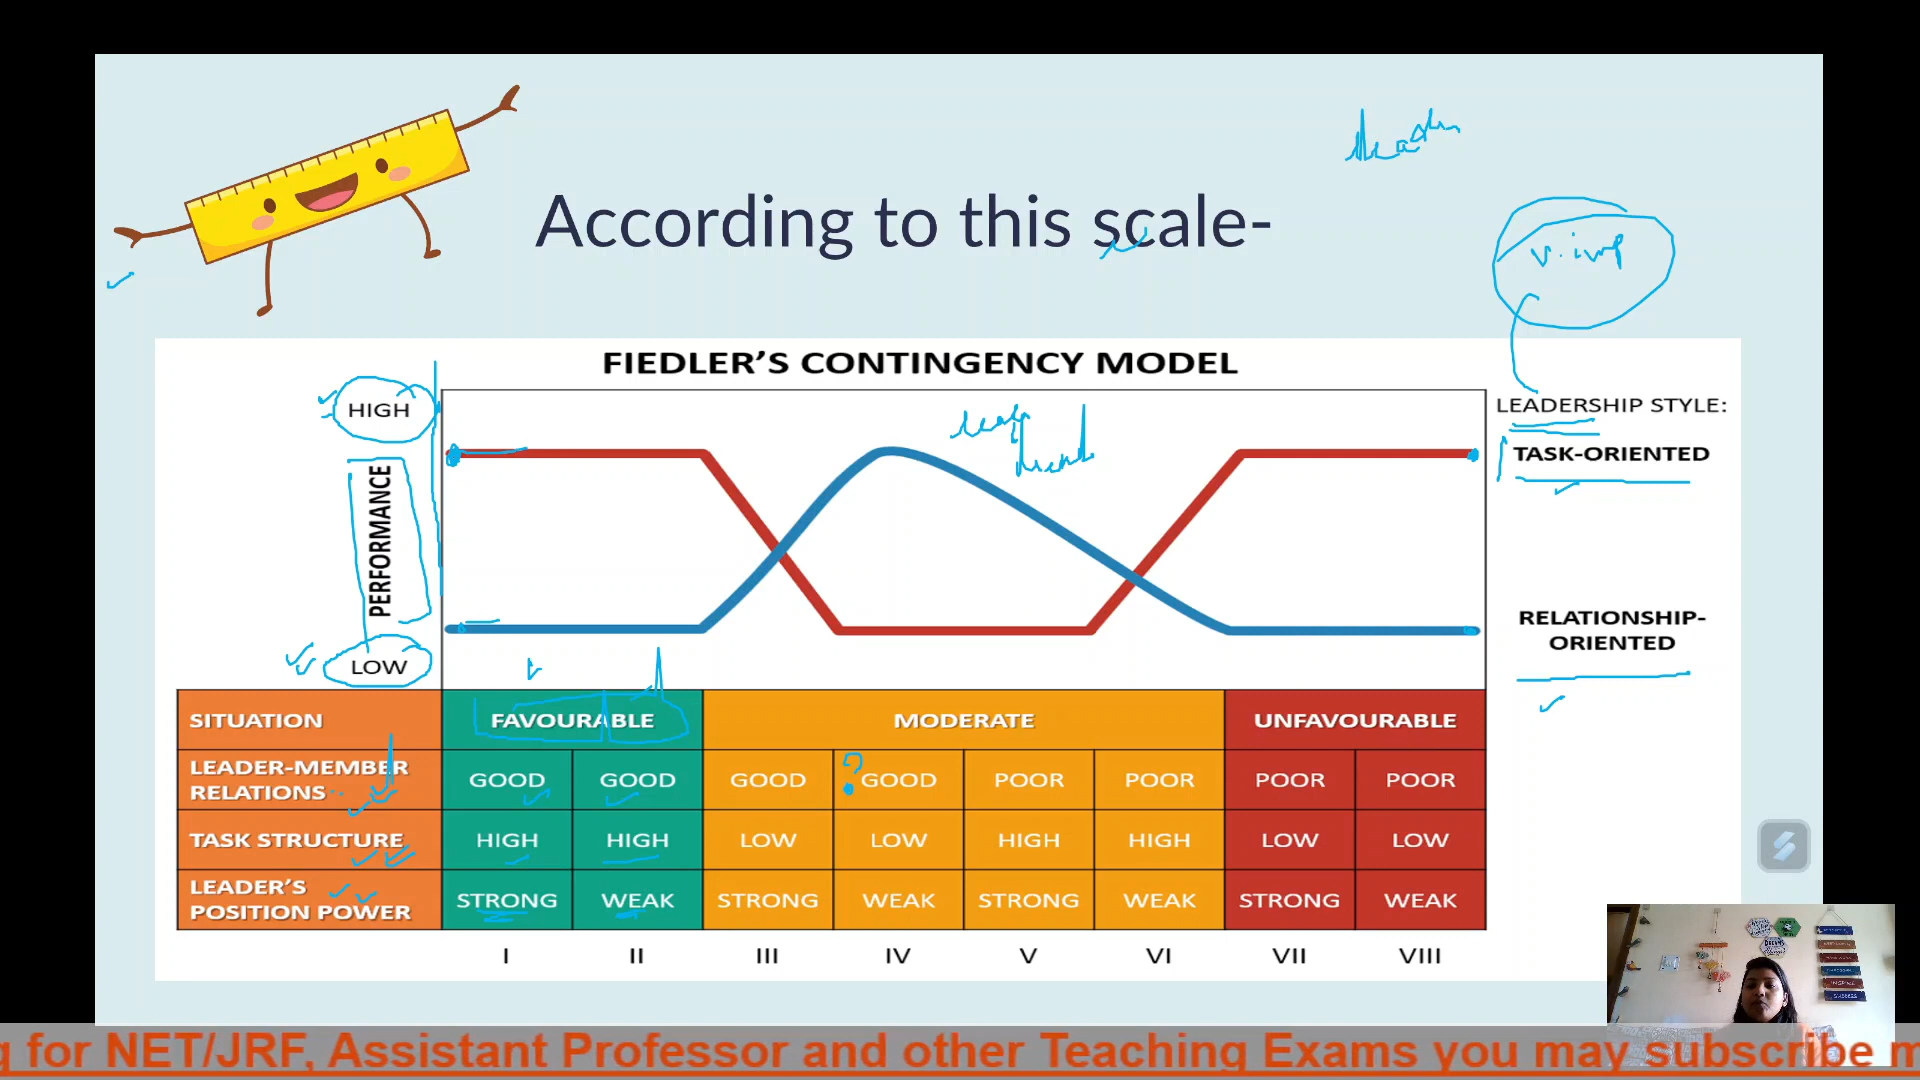 According to this scale-
v. imp
FIEDLER'S CONTINGENCY MODEL
HIGH
PERFORMANCE
LOW
LEADERSHIP STYLE:
TASK-ORIENTED
RELATIONSHIP-
ORIENTED
SITUATION FAVOURABLE MODERATE UNFAVOURABLE
LEADER-MEMBER
RELATIONS GOOD GOOD GOOD ? GOOD POOR POOR POOR POOR
TASK STRUCTURE HIGH HIGH LOW LOW HIGH HIGH LOW LOW
LEADER'S
POSITION POWER STRONG WEAK STRONG WEAK STRONG WEAK STRONG WEAK
I II III IV V VI VII VIII
g for NET/JRF, Assistant Professor and other Teaching Exams you may subscribe m